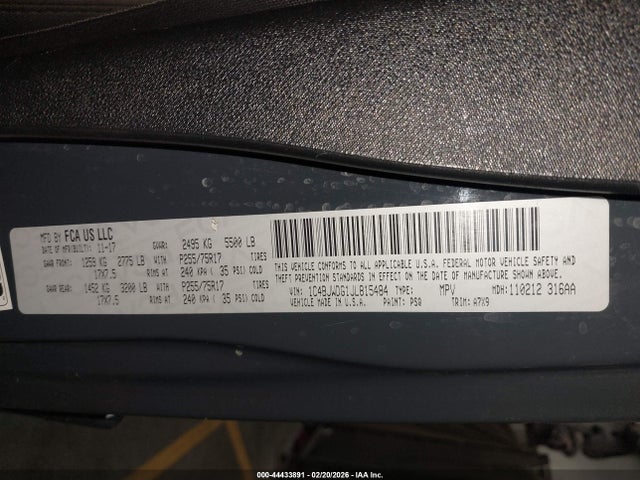 MFD BY FCA US LLC
DATE OF MFR/BUILT: 11-17 GVWR: 2495 KG 5500 LB
GAWR FRONT: 1259 KG 2775 LB WITH P255/75R17 TIRES
17X7.5 RIMS AT 240 KPA ( 35 PSI) COLD
GAWR REAR: 1452 KG 3200 LB WITH P255/75R17 TIRES
17X7.5 RIMS AT 240 KPA ( 35 PSI) COLD
THIS VEHICLE CONFORMS TO ALL APPLICABLE U.S.A. FEDERAL MOTOR VEHICLE SAFETY AND
THEFT PREVENTION STANDARDS IN EFFECT ON THE DATE OF MANUFACTURE SHOWN ABOVE.
VIN: 1C4BJWDG1JL815484 TYPE: MPV MDH: 110212 316AA
VEHICLE MADE IN U.S.A. PAINT: PSQ TRIM: A7X9
000-44433891 - 02/20/2026 - IAA Inc.